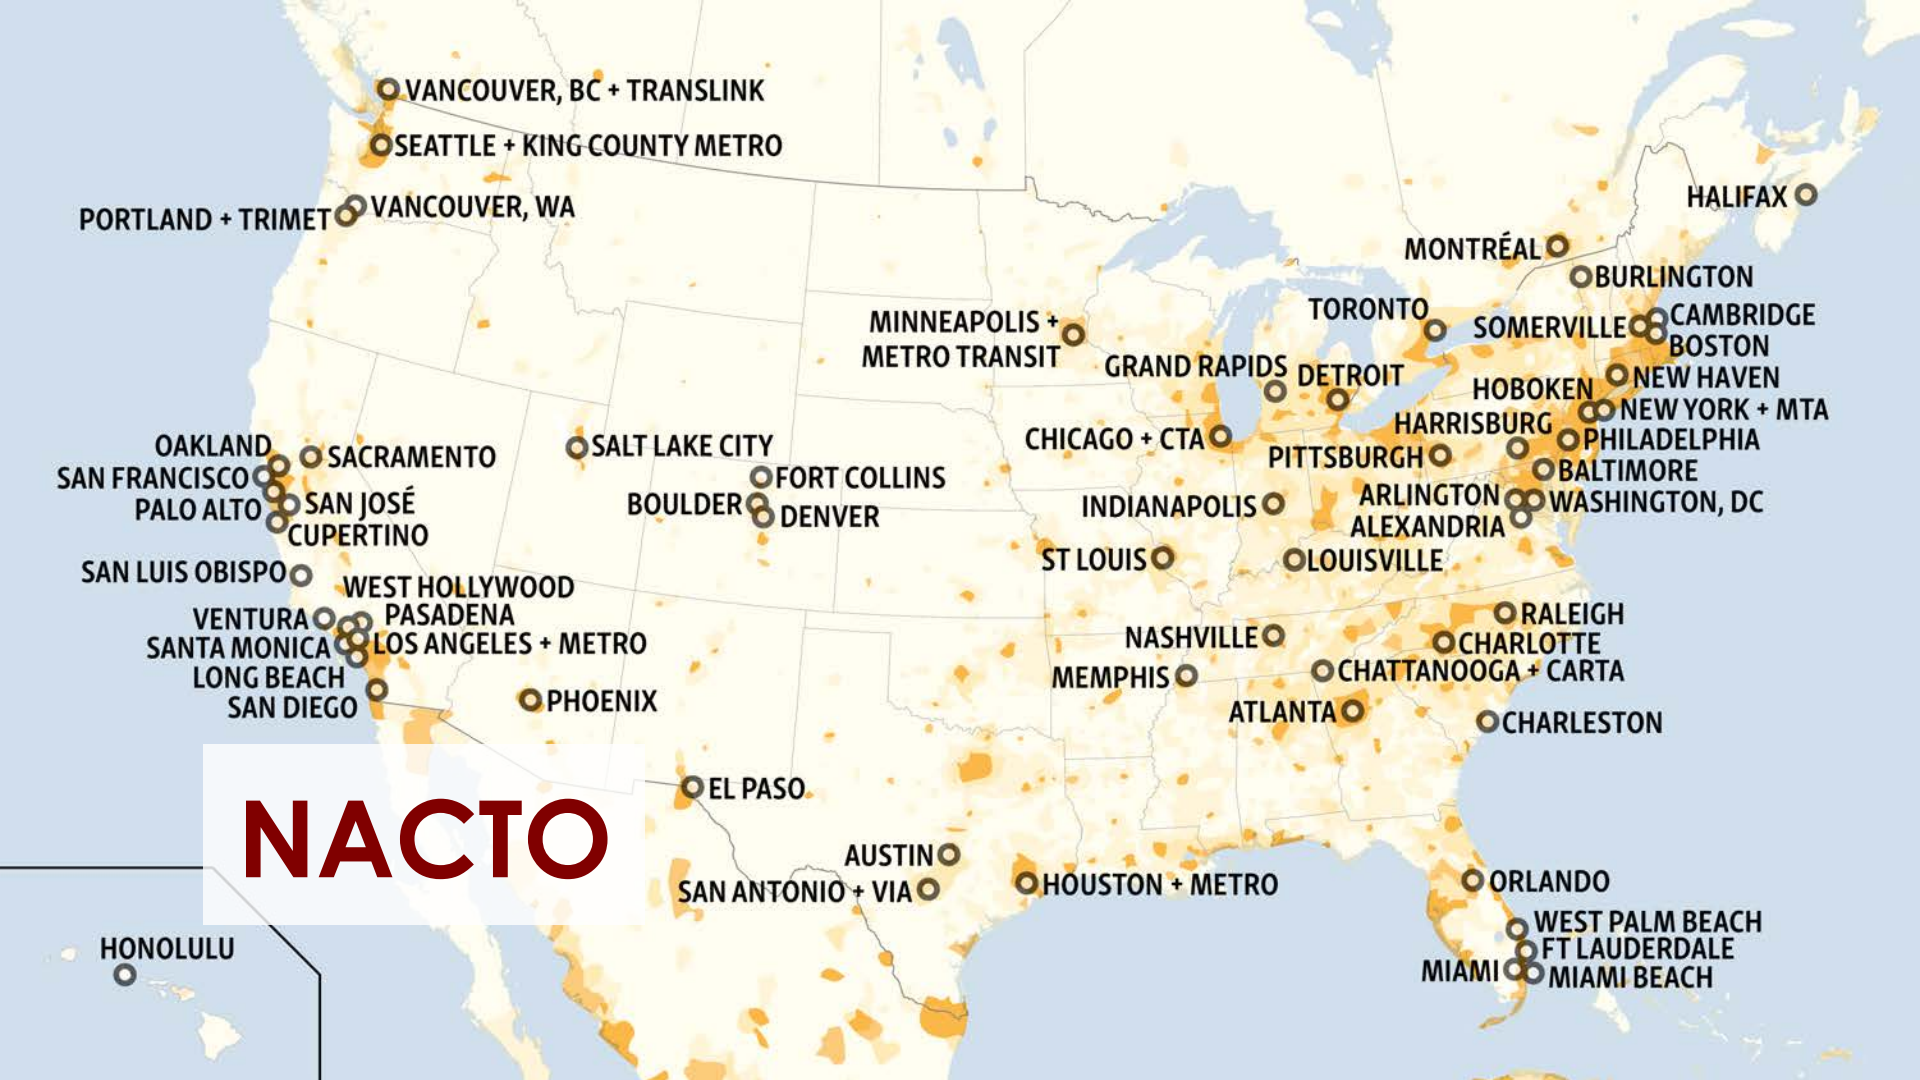 VANCOUVER, BC + TRANSLINK
SEATTLE + KING COUNTY METRO
VANCOUVER, WA
PORTLAND + TRIMET
HALIFAX
MONTRÉAL
BURLINGTON
TORONTO
CAMBRIDGE
SOMERVILLE
BOSTON
MINNEAPOLIS +
METRO TRANSIT
GRAND RAPIDS
DETROIT
NEW HAVEN
HOBOKEN
NEW YORK + MTA
HARRISBURG
CHICAGO + CTA
PHILADELPHIA
PITTSBURGH
BALTIMORE
OAKLAND
SACRAMENTO
SAN FRANCISCO
SAN JOSÉ
PALO ALTO
CUPERTINO
SALT LAKE CITY
FORT COLLINS
BOULDER
DENVER
INDIANAPOLIS
ARLINGTON
WASHINGTON, DC
ALEXANDRIA
ST LOUIS
LOUISVILLE
SAN LUIS OBISPO
WEST HOLLYWOOD
VENTURA
PASADENA
SANTA MONICA
LOS ANGELES + METRO
LONG BEACH
SAN DIEGO
PHOENIX
NASHVILLE
RALEIGH
CHARLOTTE
MEMPHIS
CHATTANOOGA + CARTA
ATLANTA
CHARLESTON
EL PASO
NACTO
AUSTIN
SAN ANTONIO + VIA
HOUSTON + METRO
ORLANDO
WEST PALM BEACH
FT LAUDERDALE
MIAMI
MIAMI BEACH
HONOLULU